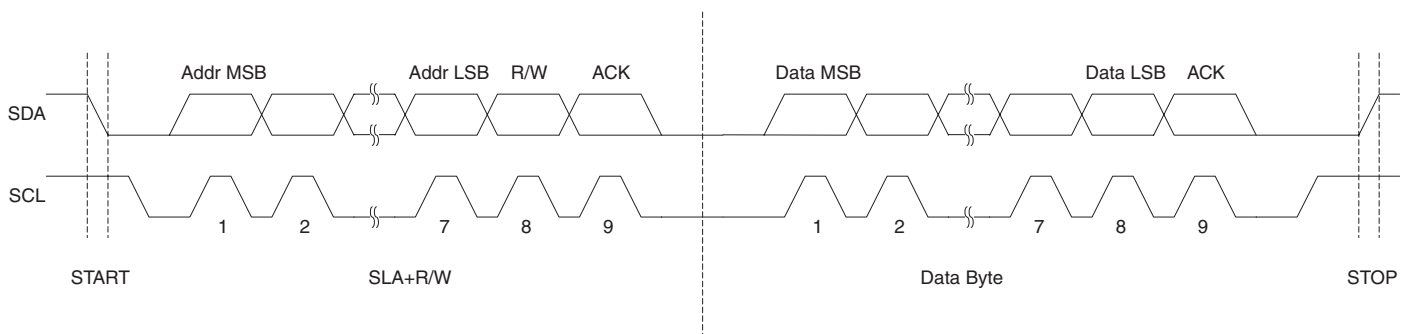 Addr MSB Addr LSB R/W ACK Data MSB Data LSB ACK
SDA
SCL
1 2 7 8 9 1 2 7 8 9
START SLA+R/W Data Byte STOP